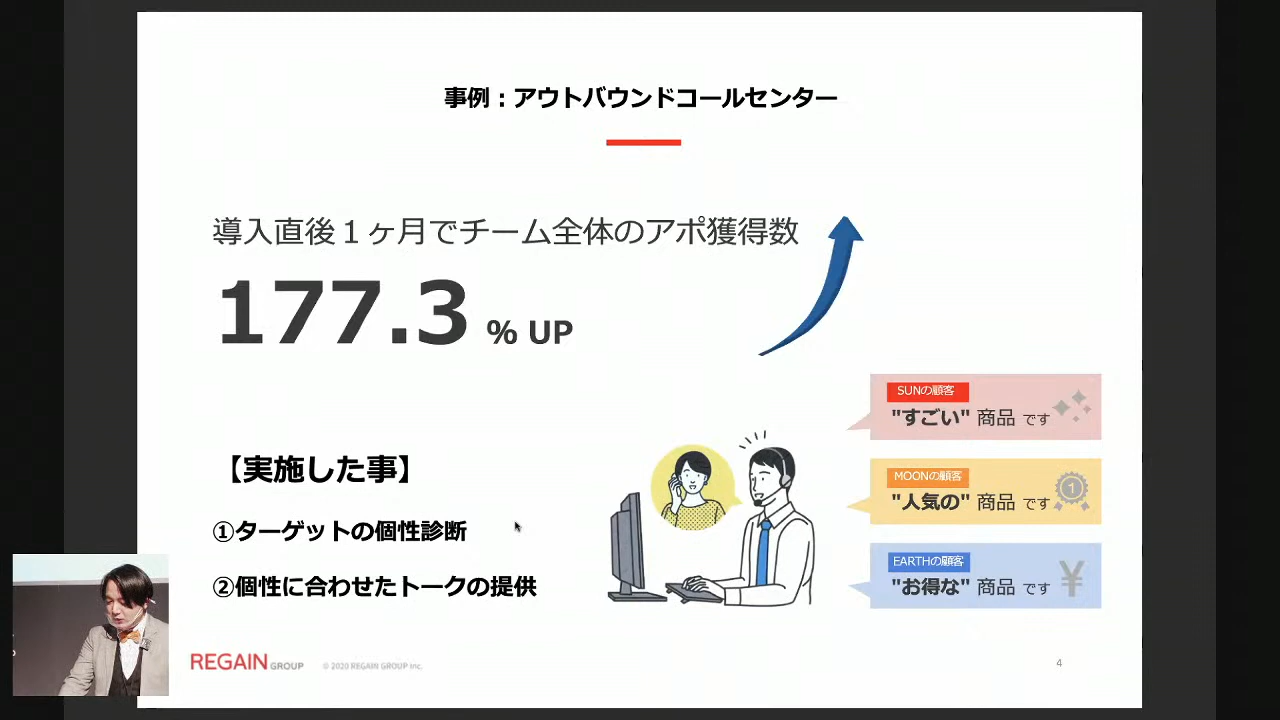 事例：アウトバウンドコールセンター
導入直後１ヶ月でチーム全体のアポ獲得数
177.3 % UP
SUNの顧客
"すごい" 商品 です
MOONの顧客
"人気の" 商品 です
1
EARTHの顧客
"お得な" 商品 です
¥
【実施した事】
①ターゲットの個性診断
②個性に合わせたトークの提供
REGAIN GROUP
© 2020 REGAIN GROUP Inc.
4